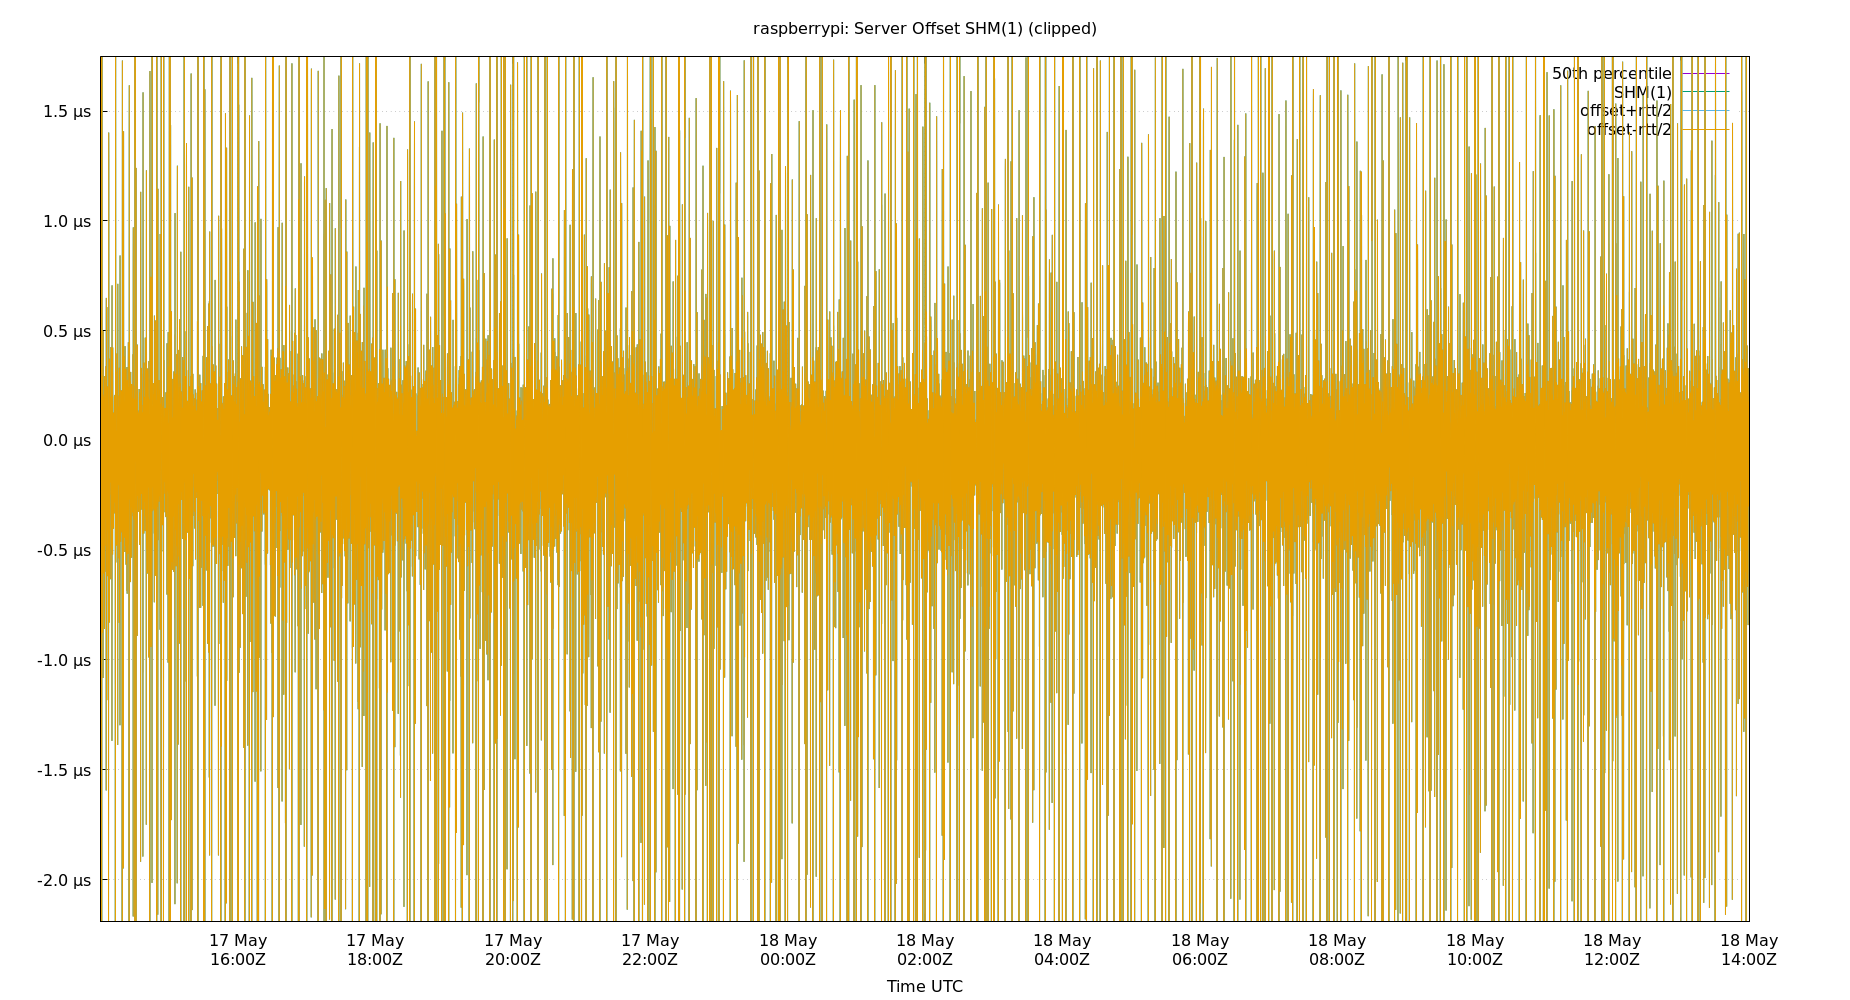 raspberrypi: Server Offset SHM(1) (clipped)
50th percentile
SHM(1)
offset+rtt/2
offset-rtt/2
1.5 µs
1.0 µs
0.5 µs
0.0 µs
-0.5 µs
-1.0 µs
-1.5 µs
-2.0 µs
17 May 17 May 17 May 17 May 18 May 18 May 18 May 18 May 18 May 18 May 18 May 18 May
16:00Z 18:00Z 20:00Z 22:00Z 00:00Z 02:00Z 04:00Z 06:00Z 08:00Z 10:00Z 12:00Z 14:00Z
Time UTC